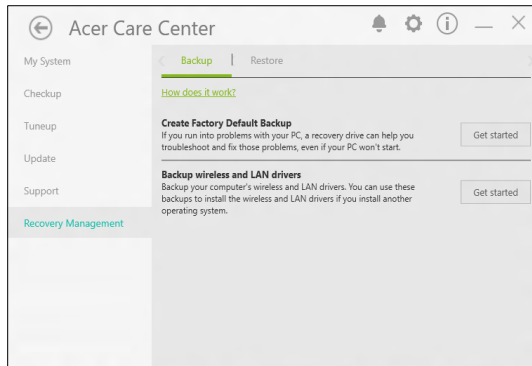 Acer Care Center
My System
Checkup
Tuneup
Update
Support
Recovery Management
Backup
Restore
How does it work?
Create Factory Default Backup
If you run into problems with your PC, a recovery drive can help you
troubleshoot and fix those problems, even if your PC won't start.
Get started
Backup wireless and LAN drivers
Backup your computer's wireless and LAN drivers. You can use these
backups to install the wireless and LAN drivers if you install another
operating system.
Get started